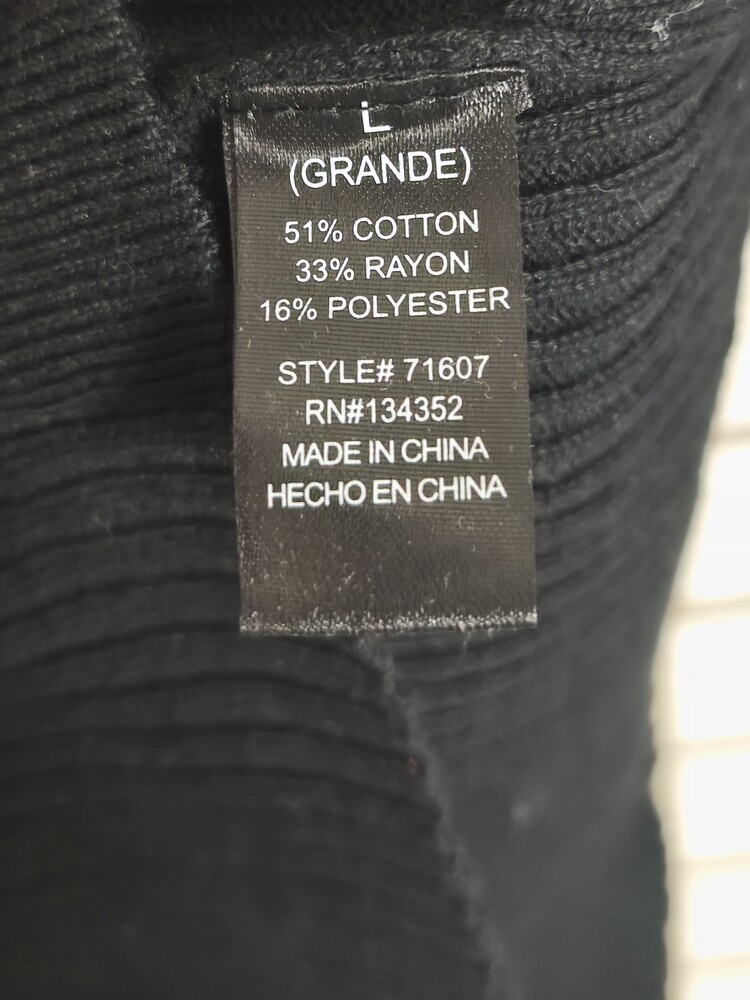 L
(GRANDE)
51% COTTON
33% RAYON
16% POLYESTER
STYLE# 71607
RN#134352
MADE IN CHINA
HECHO EN CHINA